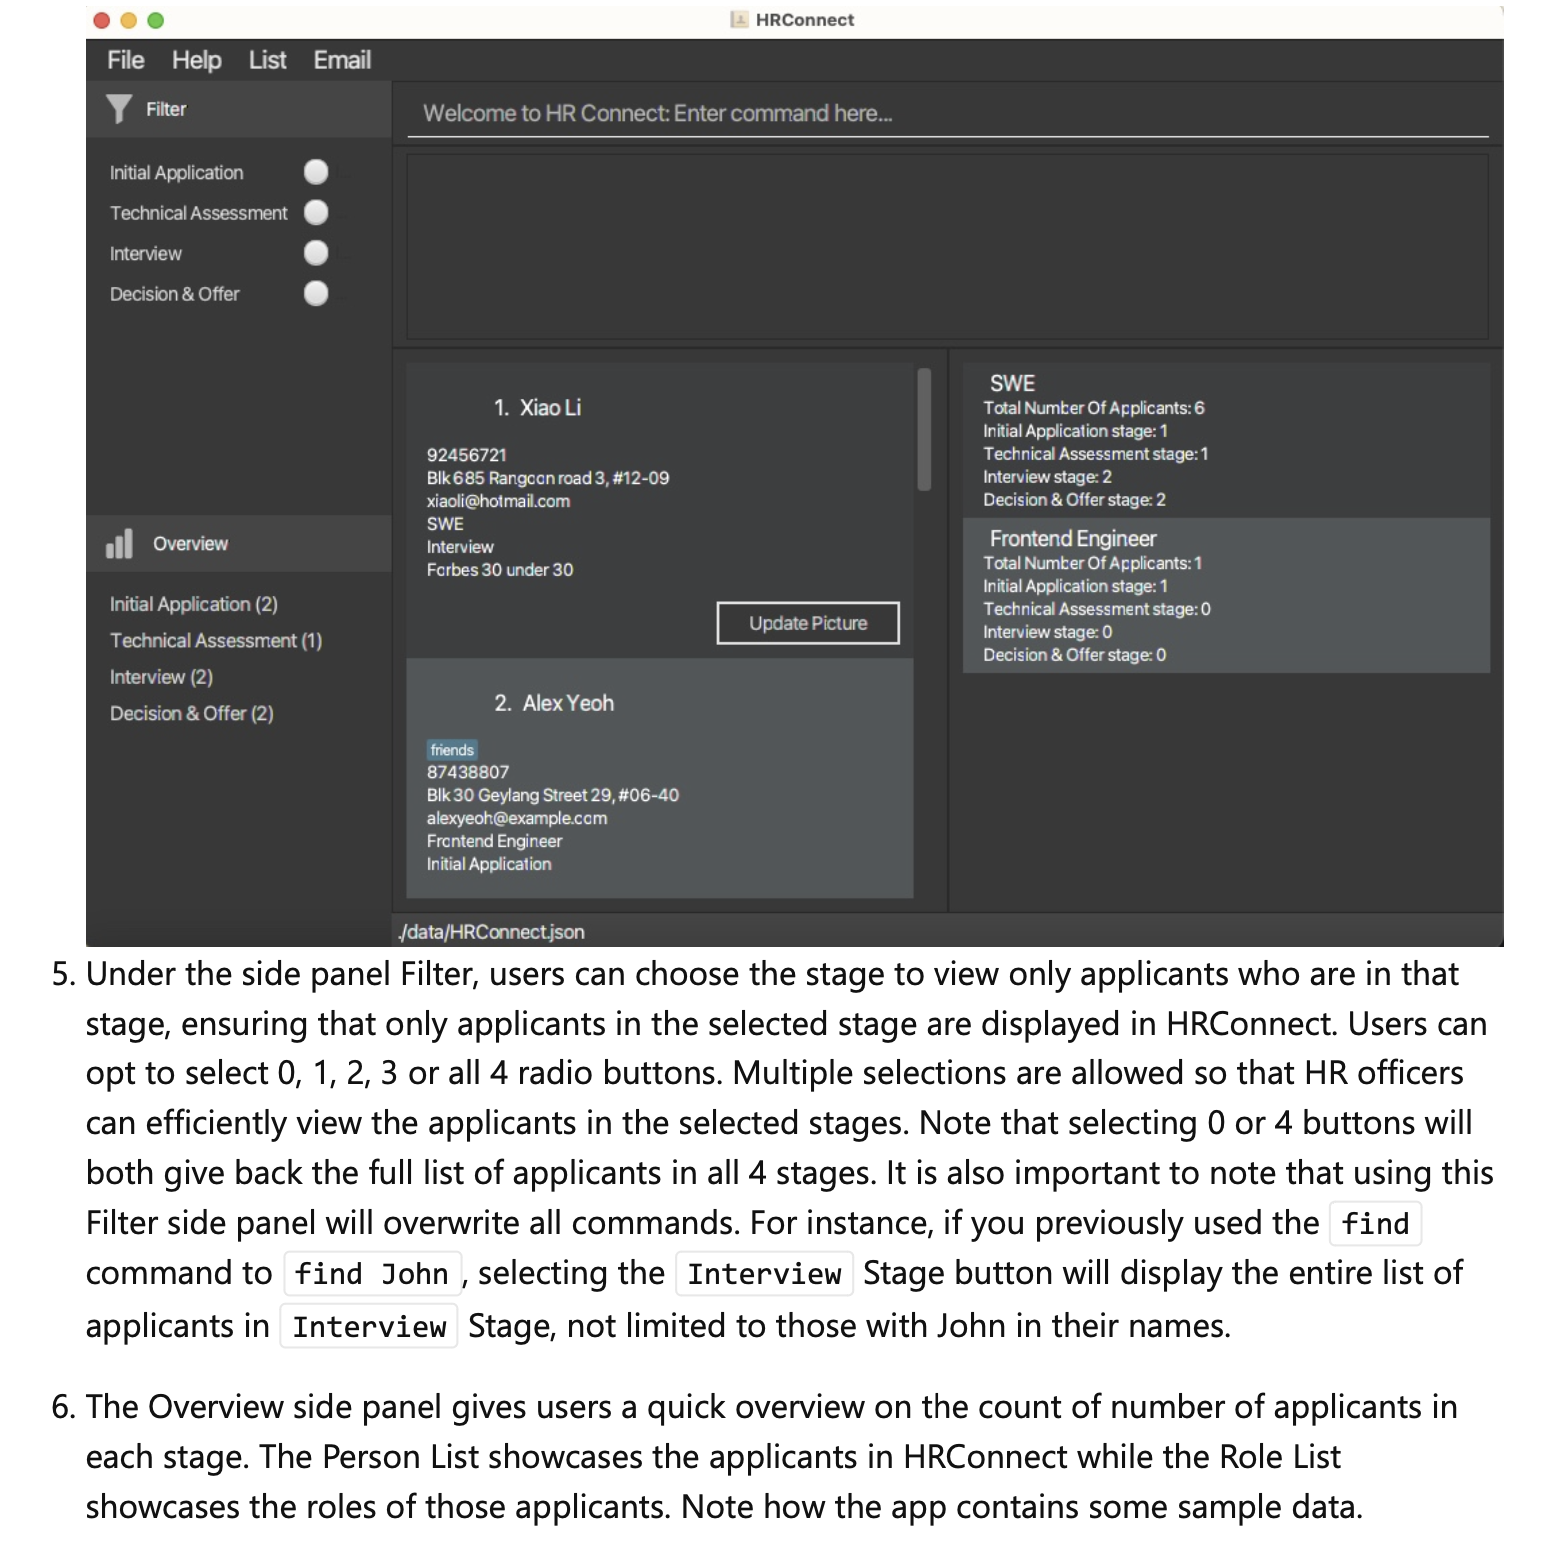 HRConnect
File Help List Email
Filter
Welcome to HR Connect: Enter command here...
Initial Application
Technical Assessment
Interview
Decision & Offer
1. Xiao Li
92456721
Blk 685 Rangoon road 3, #12-09
xiaoli@hotmail.com
SWE
Interview
Forbes 30 under 30
Update Picture
2. Alex Yeoh
friends
87438807
Blk 30 Geylang Street 29, #06-40
alexyeoh@example.com
Frontend Engineer
Initial Application
SWE
Total Number Of Applicants: 6
Initial Application stage: 1
Technical Assessment stage: 1
Interview stage: 2
Decision & Offer stage: 2
Frontend Engineer
Total Number Of Applicants: 1
Initial Application stage: 1
Technical Assessment stage: 0
Interview stage: 0
Decision & Offer stage: 0
Overview
Initial Application (2)
Technical Assessment (1)
Interview (2)
Decision & Offer (2)
./data/HRConnect.json
5. Under the side panel Filter, users can choose the stage to view only applicants who are in that
stage, ensuring that only applicants in the selected stage are displayed in HRConnect. Users can
opt to select 0, 1, 2, 3 or all 4 radio buttons. Multiple selections are allowed so that HR officers
can efficiently view the applicants in the selected stages. Note that selecting 0 or 4 buttons will
both give back the full list of applicants in all 4 stages. It is also important to note that using this
Filter side panel will overwrite all commands. For instance, if you previously used the find
command to find John, selecting the Interview Stage button will display the entire list of
applicants in Interview Stage, not limited to those with John in their names.
6. The Overview side panel gives users a quick overview on the count of number of applicants in
each stage. The Person List showcases the applicants in HRConnect while the Role List
showcases the roles of those applicants. Note how the app contains some sample data.